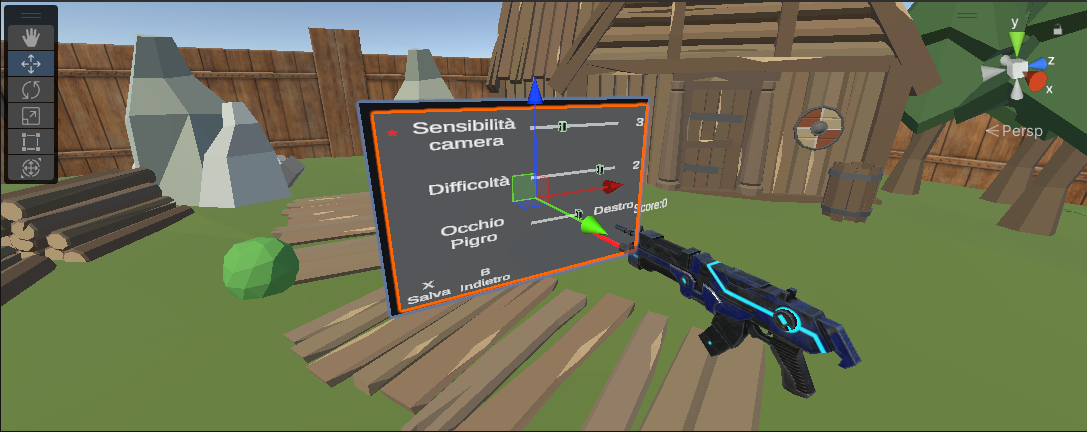 y
z
x
Persp
* Sensibilità
camera
3
Difficoltà
2
Occhio
Pigro
Destro
Score:0
X
Salva
B
Indietro